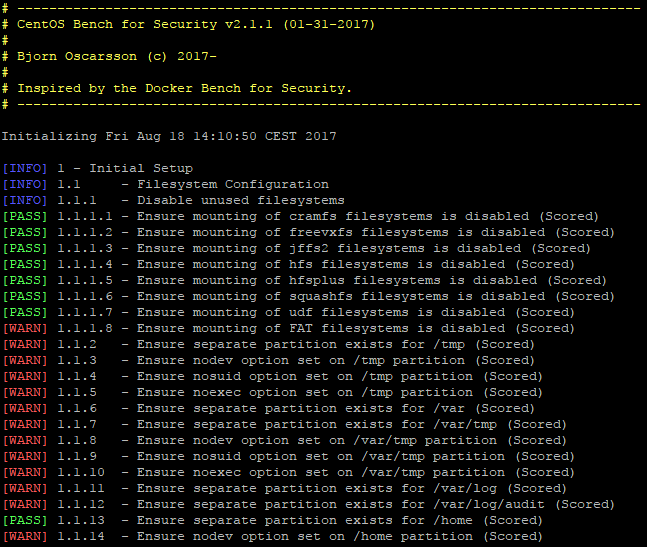 # ------------------------------------------------------------------------------
# CentOS Bench for Security v2.1.1 (01-31-2017)
#
# Bjorn Oscarsson (c) 2017-
#
# Inspired by the Docker Bench for Security.
# ------------------------------------------------------------------------------
Initializing Fri Aug 18 14:10:50 CEST 2017
[INFO] 1 - Initial Setup
[INFO] 1.1     - Filesystem Configuration
[INFO] 1.1.1   - Disable unused filesystems
[PASS] 1.1.1.1 - Ensure mounting of cramfs filesystems is disabled (Scored)
[PASS] 1.1.1.2 - Ensure mounting of freevxfs filesystems is disabled (Scored)
[PASS] 1.1.1.3 - Ensure mounting of jffs2 filesystems is disabled (Scored)
[PASS] 1.1.1.4 - Ensure mounting of hfs filesystems is disabled (Scored)
[PASS] 1.1.1.5 - Ensure mounting of hfsplus filesystems is disabled (Scored)
[PASS] 1.1.1.6 - Ensure mounting of squashfs filesystems is disabled (Scored)
[PASS] 1.1.1.7 - Ensure mounting of udf filesystems is disabled (Scored)
[WARN] 1.1.1.8 - Ensure mounting of FAT filesystems is disabled (Scored)
[WARN] 1.1.2   - Ensure separate partition exists for /tmp (Scored)
[WARN] 1.1.3   - Ensure nodev option set on /tmp partition (Scored)
[WARN] 1.1.4   - Ensure nosuid option set on /tmp partition (Scored)
[WARN] 1.1.5   - Ensure noexec option set on /tmp partition (Scored)
[WARN] 1.1.6   - Ensure separate partition exists for /var (Scored)
[WARN] 1.1.7   - Ensure separate partition exists for /var/tmp (Scored)
[WARN] 1.1.8   - Ensure nodev option set on /var/tmp partition (Scored)
[WARN] 1.1.9   - Ensure nosuid option set on /var/tmp partition (Scored)
[WARN] 1.1.10  - Ensure noexec option set on /var/tmp partition (Scored)
[WARN] 1.1.11  - Ensure separate partition exists for /var/log (Scored)
[WARN] 1.1.12  - Ensure separate partition exists for /var/log/audit (Scored)
[PASS] 1.1.13  - Ensure separate partition exists for /home (Scored)
[WARN] 1.1.14  - Ensure nodev option set on /home partition (Scored)